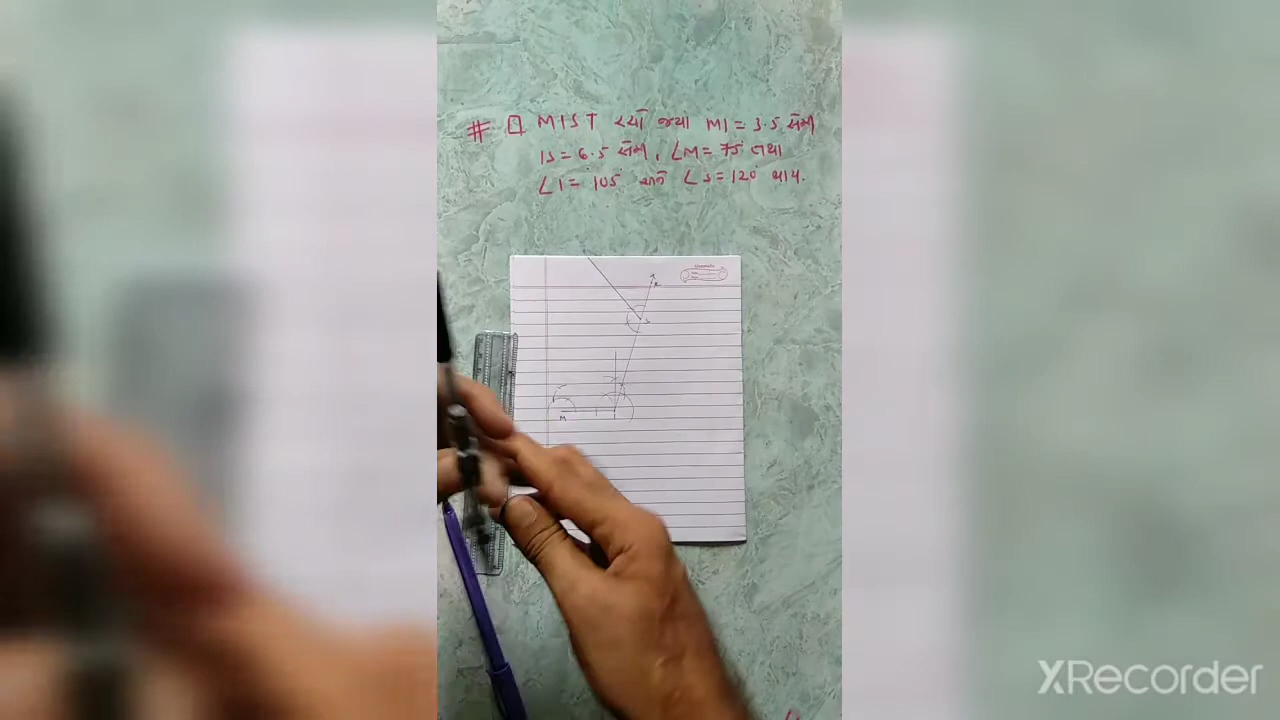 # □ MIST રચો જ્યાં MI = 3.5 સેમી
IS = 6.5 સેમી, ∠M = 75° તથા
∠I = 105° અને ∠S = 120° થાય.
M
XRecorder